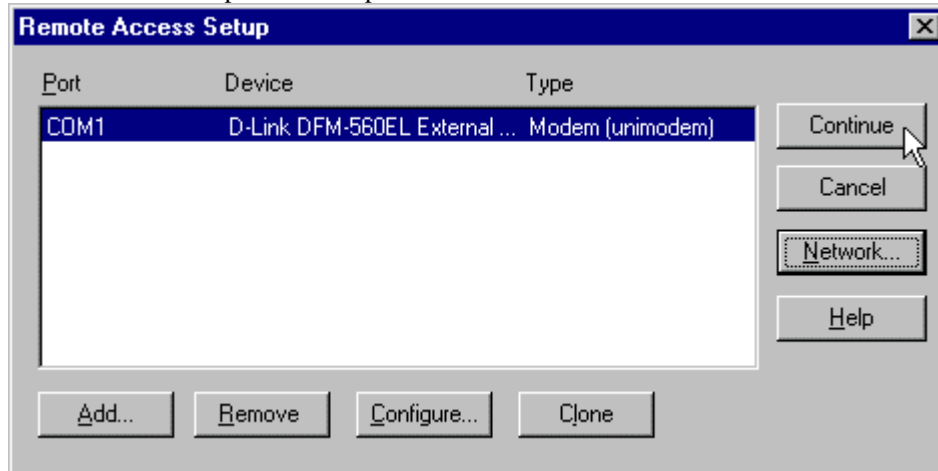 Remote Access Setup
Port Device Type
COM1 D-Link DFM-560EL External ... Modem (unimodem)
Continue
Cancel
Network...
Help
Add... Remove Configure... Clone